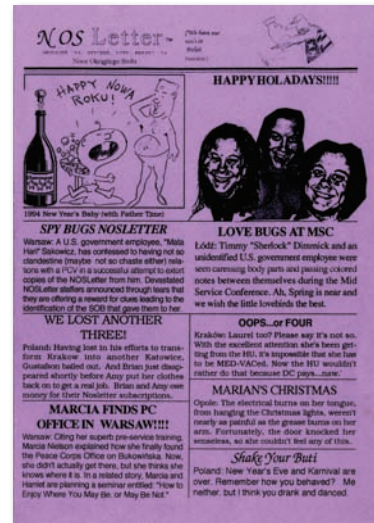 NOS Letter
[We have our
HAPPY HOLADAYS!!!!!
HAPPY NOWA
ROKU!
1994 New Year's Baby (with Father Time)
SPY BUGS NOSLETTER
Warsaw: A U.S. government employee, "Mata
Hari" Sakowicz, has confessed to having not so
clandestine (maybe not so chaste either) rela-
tions with a PCV in a successful attempt to extort
copies of the NOSLetter from him. Devastated
NOSLetter staffers announced through tears that
they are offering a reward for clues leading to the
identification of the SOB that gave them to her.
WE LOST ANOTHER
THREE!
Poland: Having lost in his efforts to trans-
form Krakow into another Katowice,
Gustafson bailed out. And Brian just disap-
peared shortly before Amy put her clothes
back on to get a real job. Brian and Amy owe
money for their Nosletter subscriptions.
MARCIA FINDS PC
OFFICE IN WARSAW!!!!
Warsaw: Citing her superb pre-service training,
Marcia Nielson explained how she finally found
the Peace Corps Office on Bukowińska. Now,
she didn't actually get there, but she thinks she
knows where it is. In a related story, Marcia and
Harriet are planning a seminar entitled: "How to
Enjoy Where You May Be, or May Be Not."
LOVE BUGS AT MSC
Łódź: Timmy "Sherlock" Dimmick and an
unidentified U.S. government employee were
seen caressing body parts and passing colored
notes between themselves during the Mid
Service Conference. Ah, Spring is near and
we wish the little lovebirds the best.
OOPS...or FOUR
Kraków: Laurel too? Please say it's not so.
With the excellent attention she's been get-
ting from the HU, it's impossible that she has
to be MED-VACed. Now the HU wouldn't
rather do that because DC pays...nate.
MARIAN'S CHRISTMAS
Opole: The electrical burns on her tongue,
from hanging the Christmas lights, weren't
nearly as painful as the grease burns on her
arm. Fortunately, the door knocked her
senseless, so she couldn't feel any of this.
Shake Your Buti
Poland: New Year's Eve and Karnival are
over. Remember how you behaved? Me
neither, but I think you drank and danced.